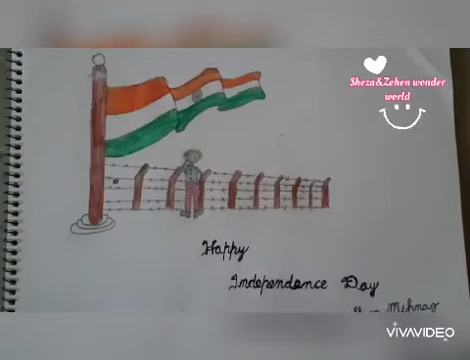 Sheza&Zehen wonder
world
Happy
Independence Day
Mehnaz
VIVAVIDEO